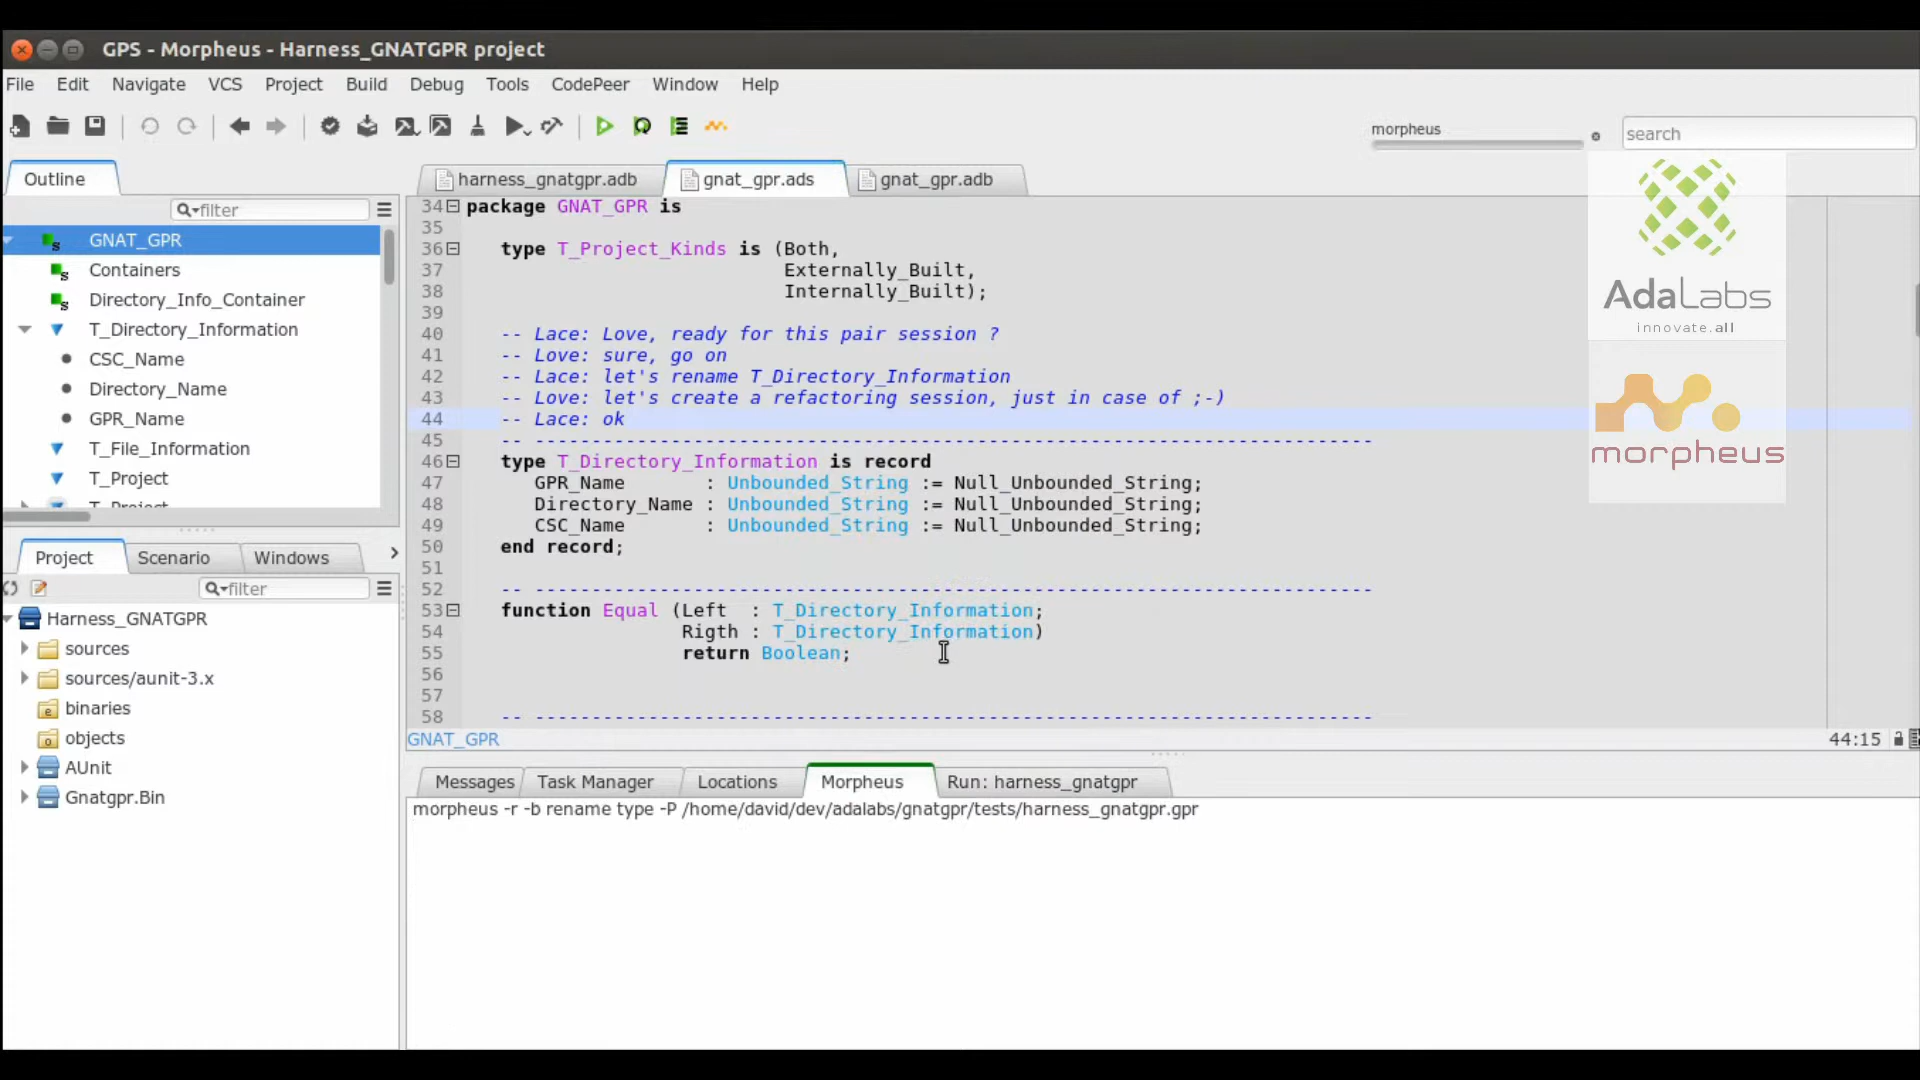 GPS - Morpheus - Harness_GNATGPR project
File Edit Navigate VCS Project Build Debug Tools CodePeer Window Help
morpheus
search
Outline
filter
GNAT_GPR
Containers
Directory_Info_Container
T_Directory_Information
CSC_Name
Directory_Name
GPR_Name
T_File_Information
T_Project
T_Project
Project Scenario Windows
filter
Harness_GNATGPR
sources
sources/aunit-3.x
binaries
objects
AUnit
Gnatgpr.Bin
harness_gnatgpr.adb gnat_gpr.ads gnat_gpr.adb
34 package GNAT_GPR is
35
36 type T_Project_Kinds is (Both,
37 Externally_Built,
38 Internally_Built);
39
40 -- Lace: Love, ready for this pair session ?
41 -- Love: sure, go on
42 -- Lace: let's rename T_Directory_Information
43 -- Love: let's create a refactoring session, just in case of ;-)
44 -- Lace: ok
45 -- --------------------------------------------------------------------------
46 type T_Directory_Information is record
47 GPR_Name : Unbounded_String := Null_Unbounded_String;
48 Directory_Name : Unbounded_String := Null_Unbounded_String;
49 CSC_Name : Unbounded_String := Null_Unbounded_String;
50 end record;
51
52 -- --------------------------------------------------------------------------
53 function Equal (Left : T_Directory_Information;
54 Rigth : T_Directory_Information)
55 return Boolean;
56
57
58 -- --------------------------------------------------------------------------
GNAT_GPR
44:15
AdaLabs
innovate.all
morpheus
Messages Task Manager Locations Morpheus Run: harness_gnatgpr
morpheus -r -b rename type -P /home/david/dev/adalabs/gnatgpr/tests/harness_gnatgpr.gpr